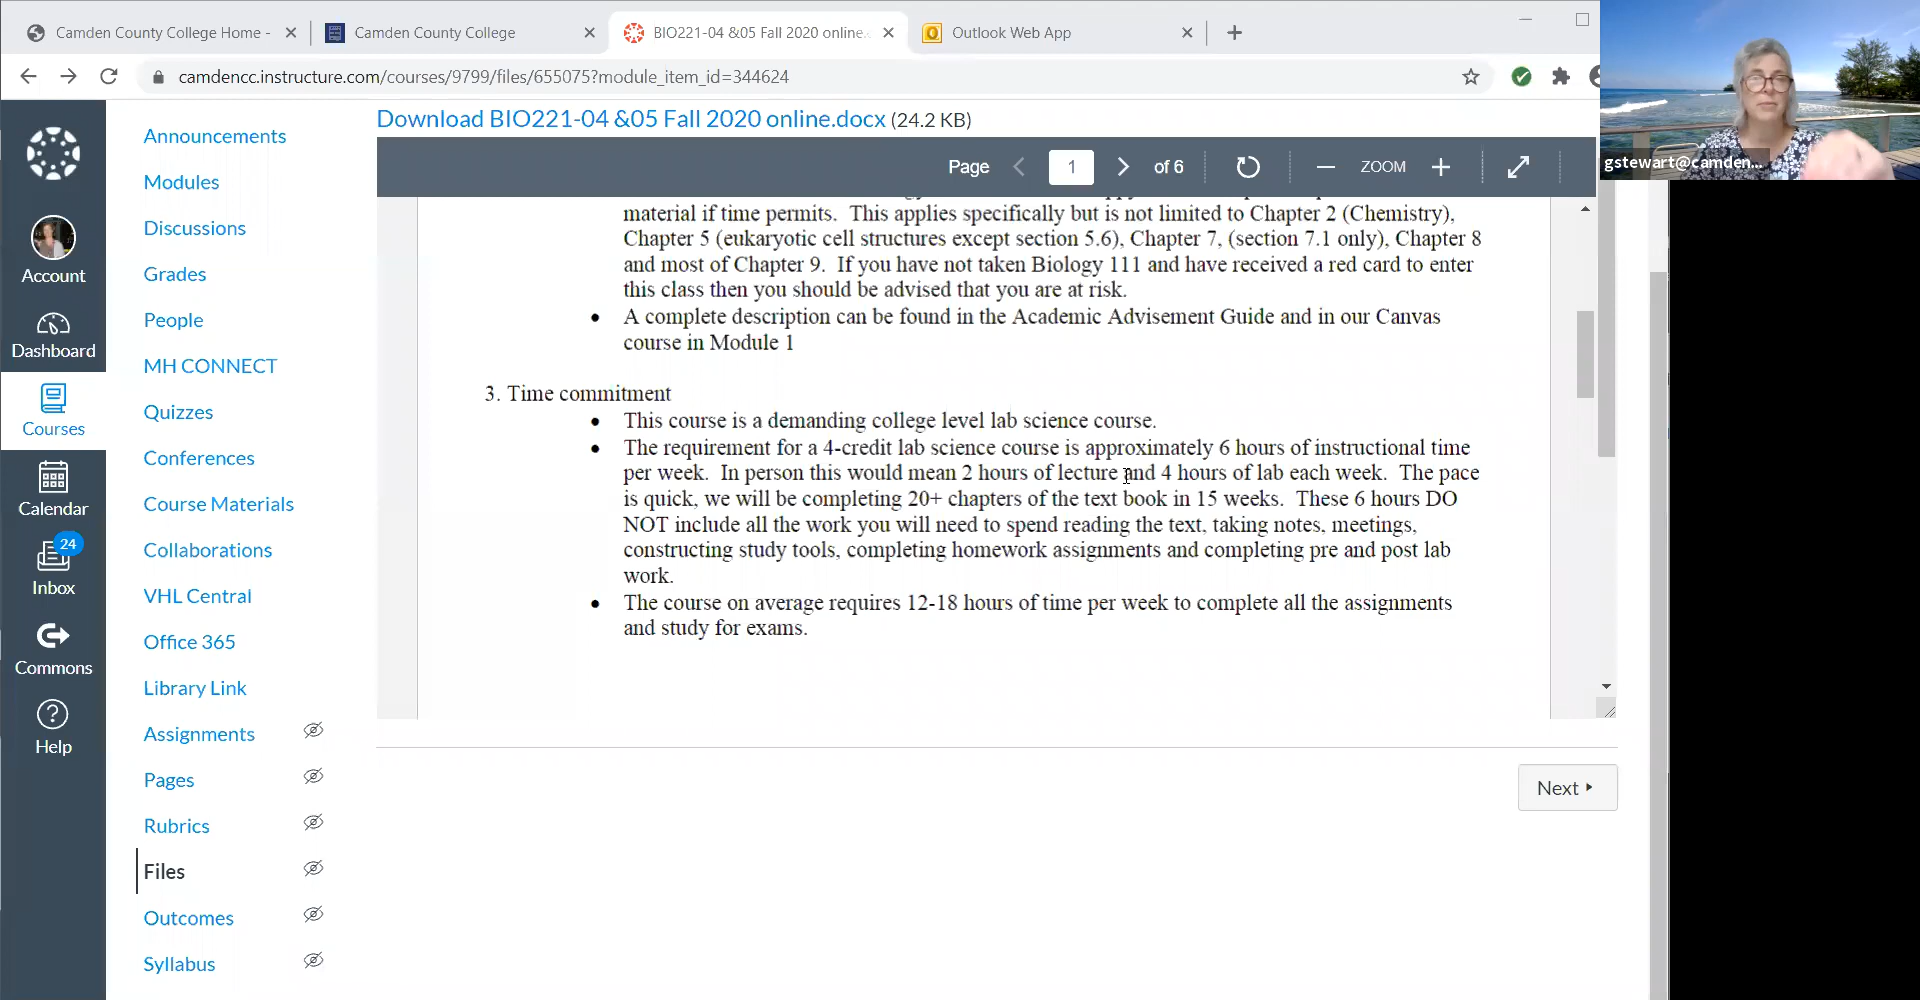 Camden County College Home -
Camden County College
BIO221-04 &05 Fall 2020 online.
Outlook Web App
camdencc.instructure.com/courses/9799/files/655075?module_item_id=344624
gstewart@camden...
Account
Dashboard
Courses
Calendar
24
Inbox
Commons
Help
Announcements
Modules
Discussions
Grades
People
MH CONNECT
Quizzes
Conferences
Course Materials
Collaborations
VHL Central
Office 365
Library Link
Assignments
Pages
Rubrics
Files
Outcomes
Syllabus
Download BIO221-04 &05 Fall 2020 online.docx (24.2 KB)
Page 1 of 6 ZOOM
material if time permits. This applies specifically but is not limited to Chapter 2 (Chemistry),
Chapter 5 (eukaryotic cell structures except section 5.6), Chapter 7, (section 7.1 only), Chapter 8
and most of Chapter 9. If you have not taken Biology 111 and have received a red card to enter
this class then you should be advised that you are at risk.
• A complete description can be found in the Academic Advisement Guide and in our Canvas
course in Module 1
3. Time commitment
• This course is a demanding college level lab science course.
• The requirement for a 4-credit lab science course is approximately 6 hours of instructional time
per week. In person this would mean 2 hours of lecture and 4 hours of lab each week. The pace
is quick, we will be completing 20+ chapters of the text book in 15 weeks. These 6 hours DO
NOT include all the work you will need to spend reading the text, taking notes, meetings,
constructing study tools, completing homework assignments and completing pre and post lab
work.
• The course on average requires 12-18 hours of time per week to complete all the assignments
and study for exams.
Next